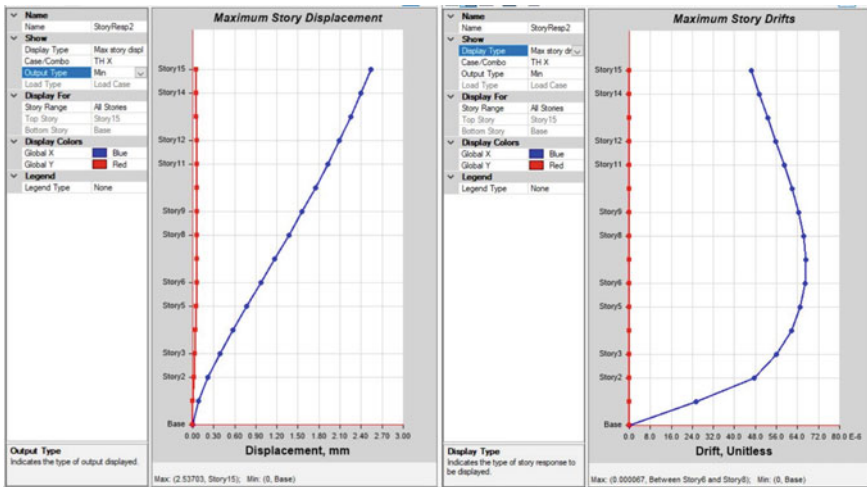 Name
Name StoryResp2
Show
Display Type Max story displ
Case/Combo TH X
Output Type Min
Load Type Load Case
Display For
Story Range All Stories
Top Story Story15
Bottom Story Base
Display Colors
Global X Blue
Global Y Red
Legend
Legend Type None
Output Type
Indicates the type of output displayed.
Maximum Story Displacement
Story15
Story14
Story12
Story11
Story9
Story8
Story6
Story5
Story3
Story2
Base
0.00 0.30 0.60 0.90 1.20 1.50 1.80 2.10 2.40 2.70 3.00
Displacement, mm
Max: (2.53703, Story15); Min: (0, Base)
Name
Name StoryResp2
Show
Display Type Max story dr
Case/Combo TH X
Output Type Min
Load Type Load Case
Display For
Story Range All Stories
Top Story Story15
Bottom Story Base
Display Colors
Global X Blue
Global Y Red
Legend
Legend Type None
Display Type
Indicates the type of story response to
be displayed.
Maximum Story Drifts
Story15
Story14
Story12
Story11
Story9
Story8
Story6
Story5
Story3
Story2
Base
0.0 8.0 16.0 24.0 32.0 40.0 48.0 56.0 64.0 72.0 80.0 E-6
Drift, Unitless
Max: (0.000067, Between Story6 and Story8); Min: (0, Base)